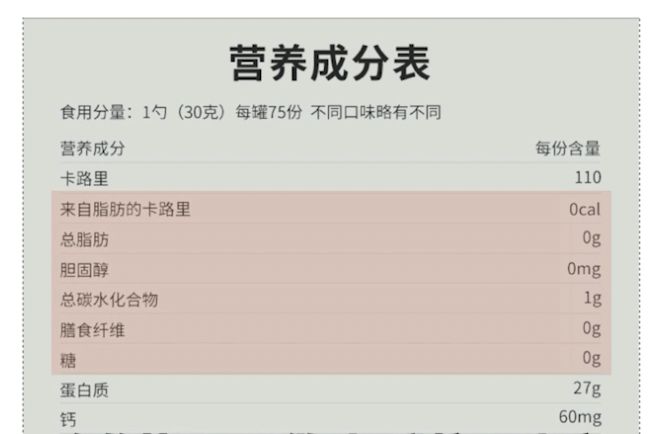 营养成分表
食用分量：1勺（30克）每罐75份 不同口味略有不同
营养成分 每份含量
卡路里 110
来自脂肪的卡路里 0cal
总脂肪 0g
胆固醇 0mg
总碳水化合物 1g
膳食纤维 0g
糖 0g
蛋白质 27g
钙 60mg